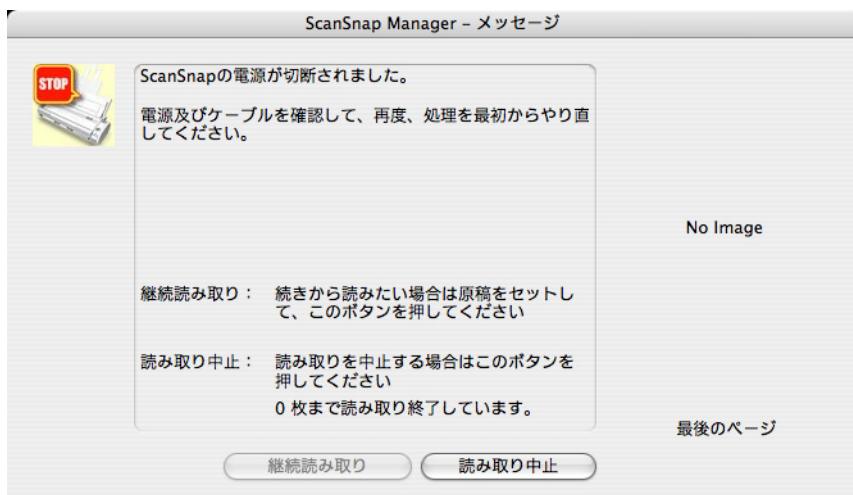 ScanSnap Manager – メッセージ
STOP
ScanSnapの電源が切断されました。
電源及びケーブルを確認して、再度、処理を最初からやり直
してください。
No Image
継続読み取り： 続きから読みたい場合は原稿をセットし
て、このボタンを押してください
読み取り中止： 読み取りを中止する場合はこのボタンを
押してください
0 枚まで読み取り終了しています。
最後のページ
継続読み取り
読み取り中止